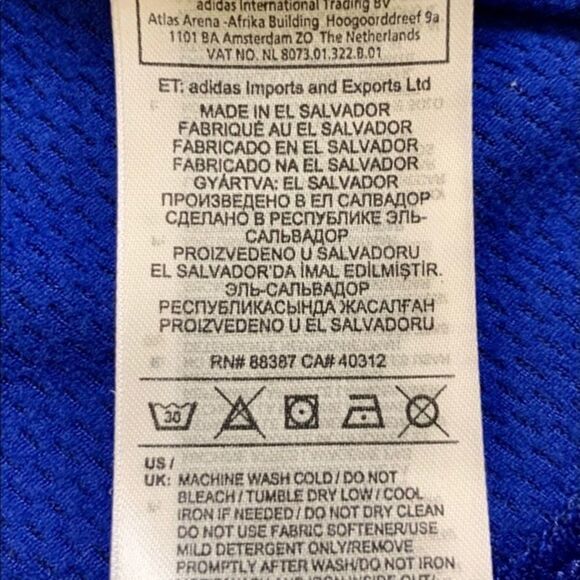 adidas International Trading BV
Atlas Arena -Afrika Building Hoogoorddreef 9a
1101 BA Amsterdam ZO The Netherlands
VAT NO. NL 8073.01.322.B.01
ET: adidas Imports and Exports Ltd
MADE IN EL SALVADOR
FABRIQUÉ AU EL SALVADOR
FABRICADO EN EL SALVADOR
FABRICADO NA EL SALVADOR
GYÁRTVA: EL SALVADOR
ПРОИЗВЕДЕНО В ЕЛ САЛВАДОР
СДЕЛАНО В РЕСПУБЛИКЕ ЭЛЬ-
САЛЬВАДОР
PROIZVEDENO U SALVADORU
EL SALVADOR'DA İMAL EDİLMİŞTİR.
ЭЛЬ-САЛЬВАДОР
РЕСПУБЛИКАСЫНДА ЖАСАЛҒАН
PROIZVEDENO U EL SALVADORU
RN# 88387 CA# 40312
30
US /
UK: MACHINE WASH COLD / DO NOT
BLEACH / TUMBLE DRY LOW / COOL
IRON IF NEEDED / DO NOT DRY CLEAN
DO NOT USE FABRIC SOFTENER/USE
MILD DETERGENT ONLY/REMOVE
PROMPTLY AFTER WASH/DO NOT IRON